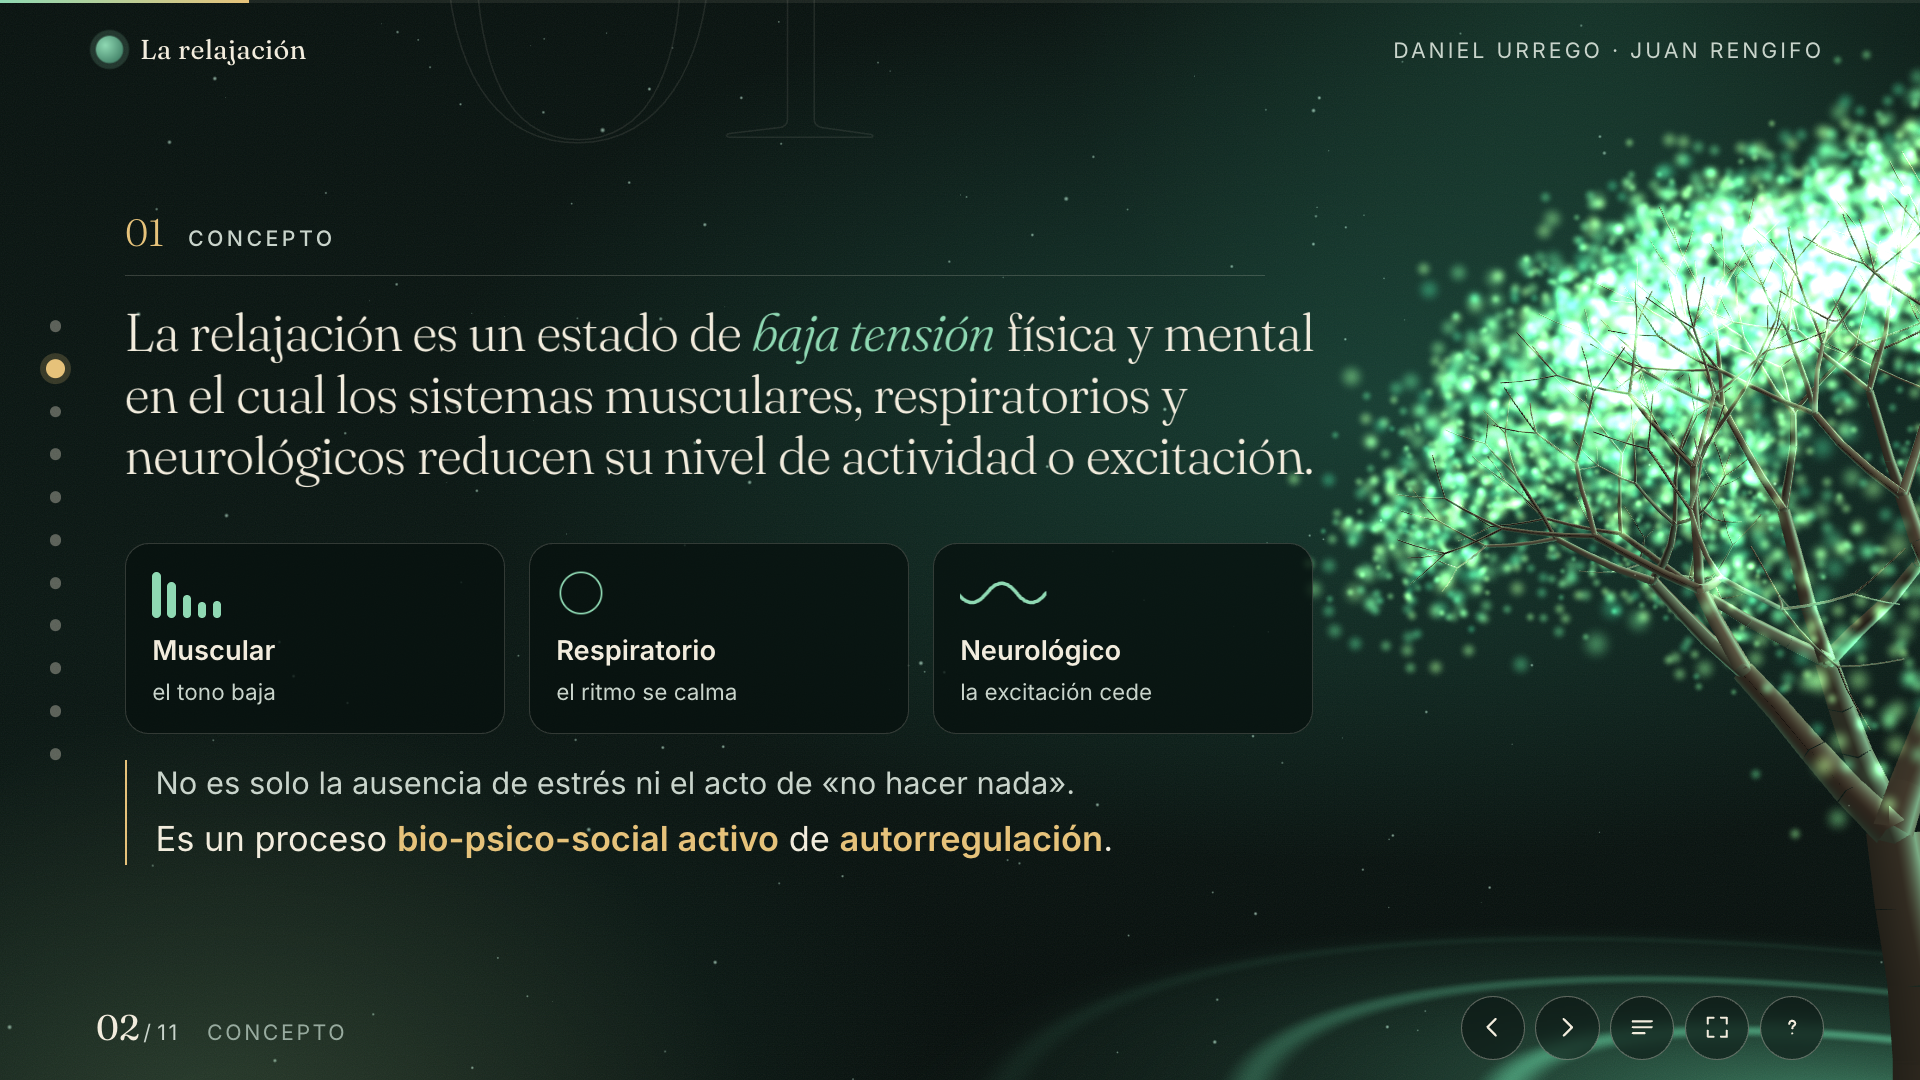 La relajación
DANIEL URREGO · JUAN RENGIFO
01
01 CONCEPTO
La relajación es un estado de baja tensión física y mental
en el cual los sistemas musculares, respiratorios y
neurológicos reducen su nivel de actividad o excitación.
Muscular
el tono baja
Respiratorio
el ritmo se calma
Neurológico
la excitación cede
No es solo la ausencia de estrés ni el acto de «no hacer nada».
Es un proceso bio-psico-social activo de autorregulación.
02 / 11 CONCEPTO
?